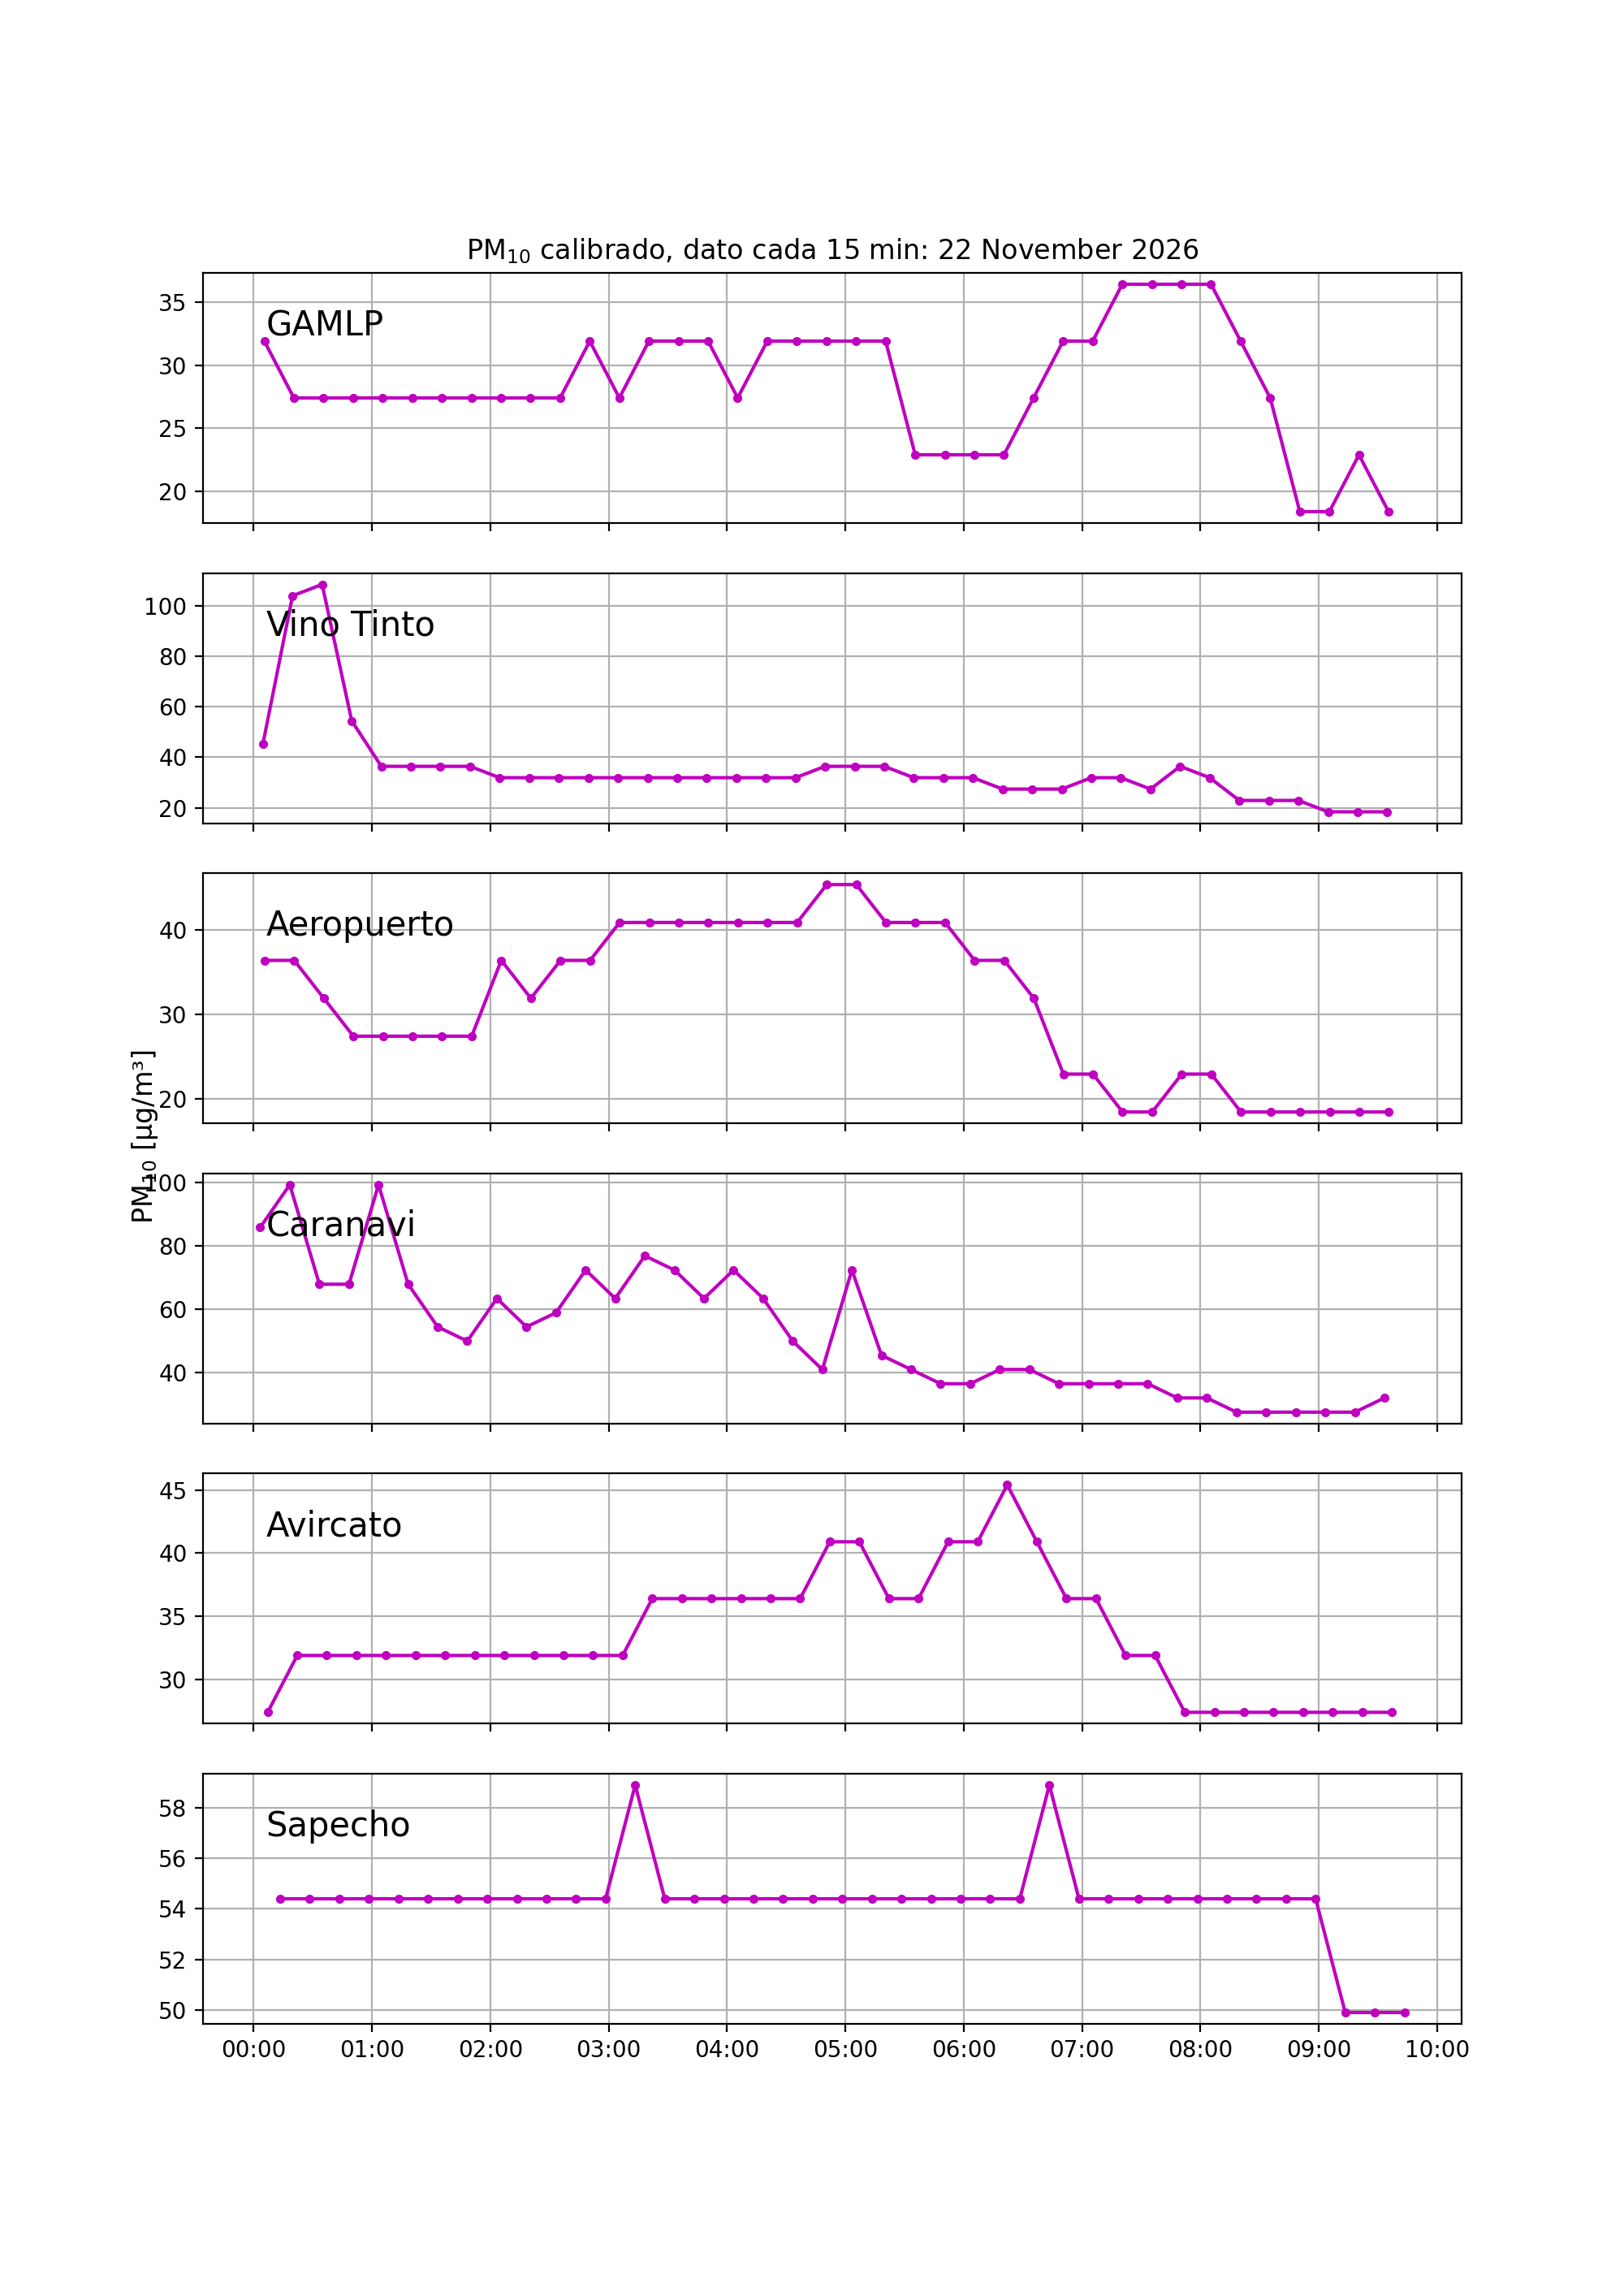 PM₁₀ calibrado, dato cada 15 min: 22 November 2026
35
30
25
20
GAMLP
100
80
60
40
20
Vino Tinto
40
30
20
Aeropuerto
PM₁₀ [µg/m³]
100
80
60
40
Caranavi
45
40
35
30
Avircato
58
56
54
52
50
Sapecho
00:00 01:00 02:00 03:00 04:00 05:00 06:00 07:00 08:00 09:00 10:00